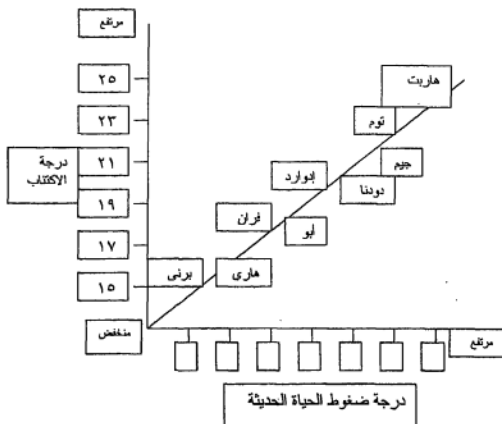 مرتفع
٢٥
هاربت
٢٣
توم
درجة
الاكتئاب
٢١
جيم
إدوارد
دودنا
١٩
فران
أبو
١٧
برنى
هارى
١٥
منخفض
مرتفع
درجة ضغوط الحياة الحديثة